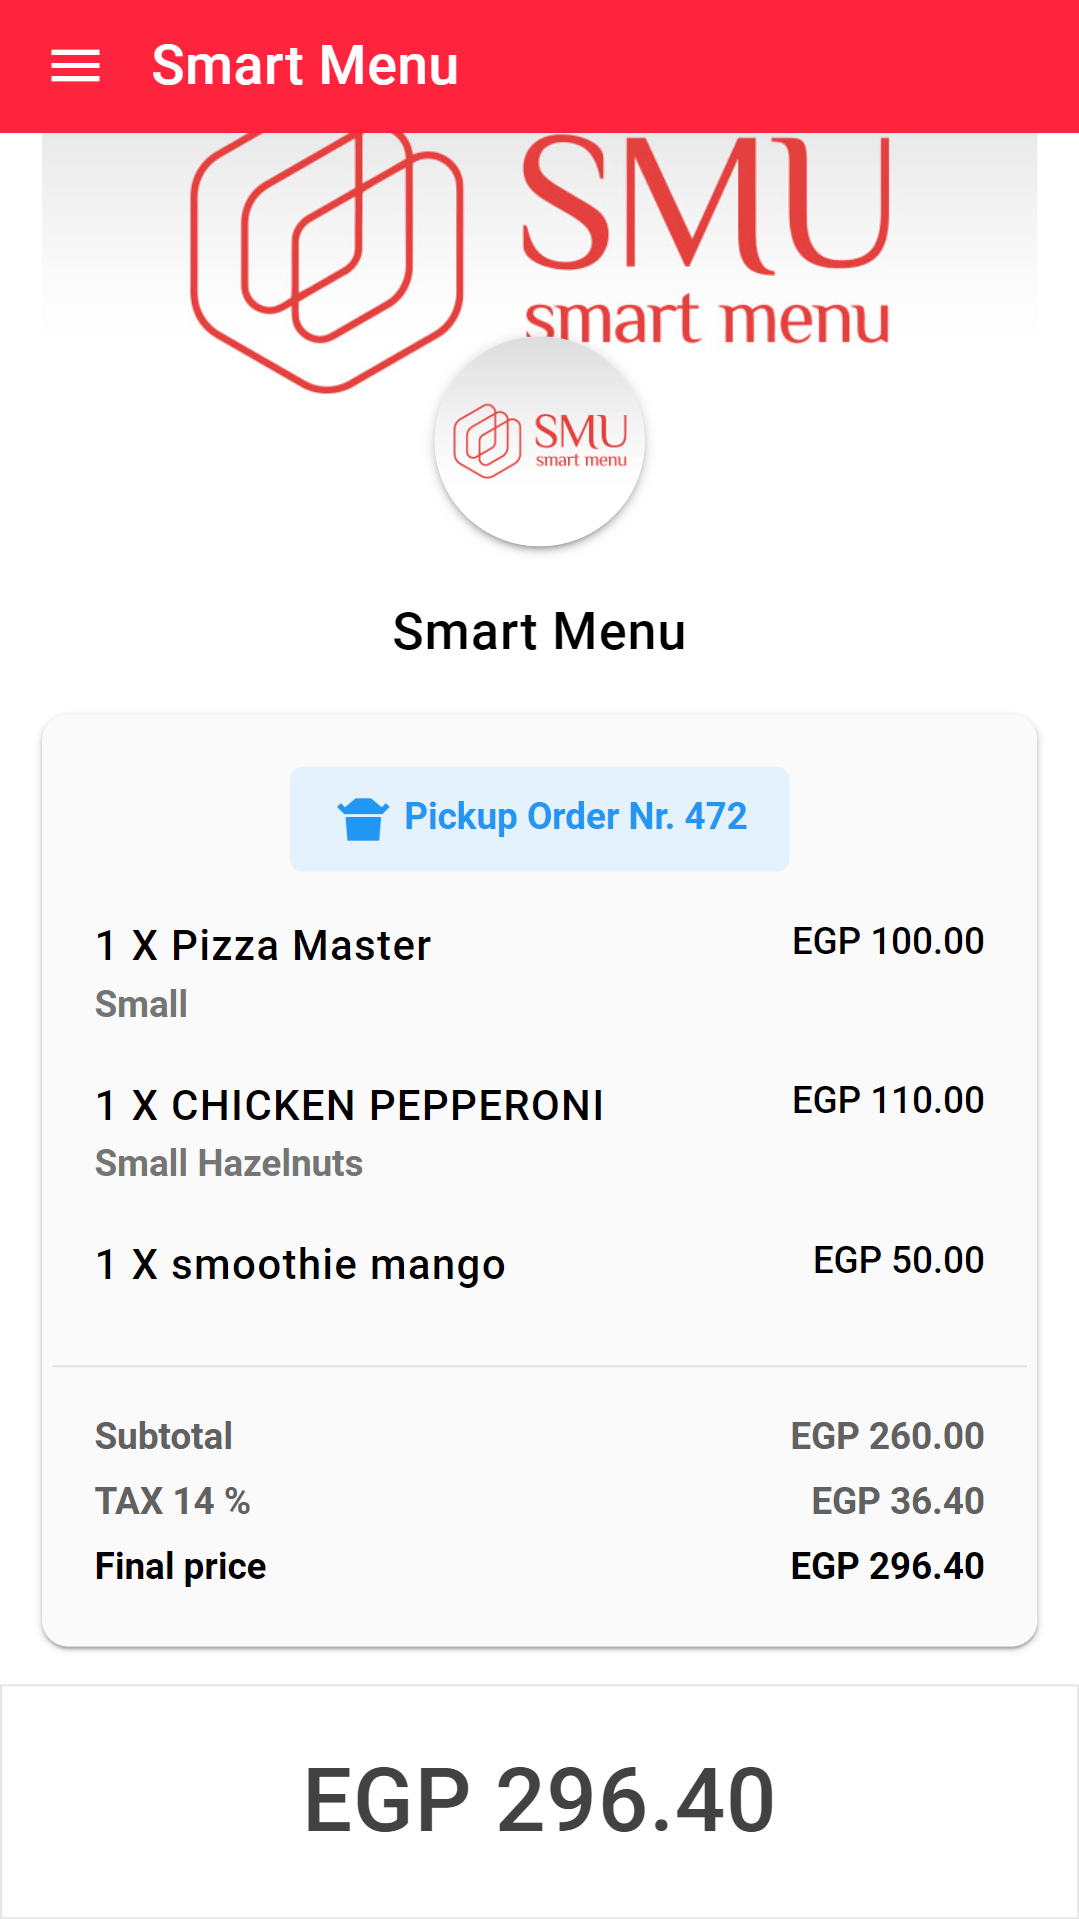 Smart Menu
SMU
smart menu
SMU
smart menu
Smart Menu
Pickup Order Nr. 472
1 X Pizza Master EGP 100.00
Small
1 X CHICKEN PEPPERONI EGP 110.00
Small Hazelnuts
1 X smoothie mango EGP 50.00
Subtotal EGP 260.00
TAX 14 % EGP 36.40
Final price EGP 296.40
EGP 296.40